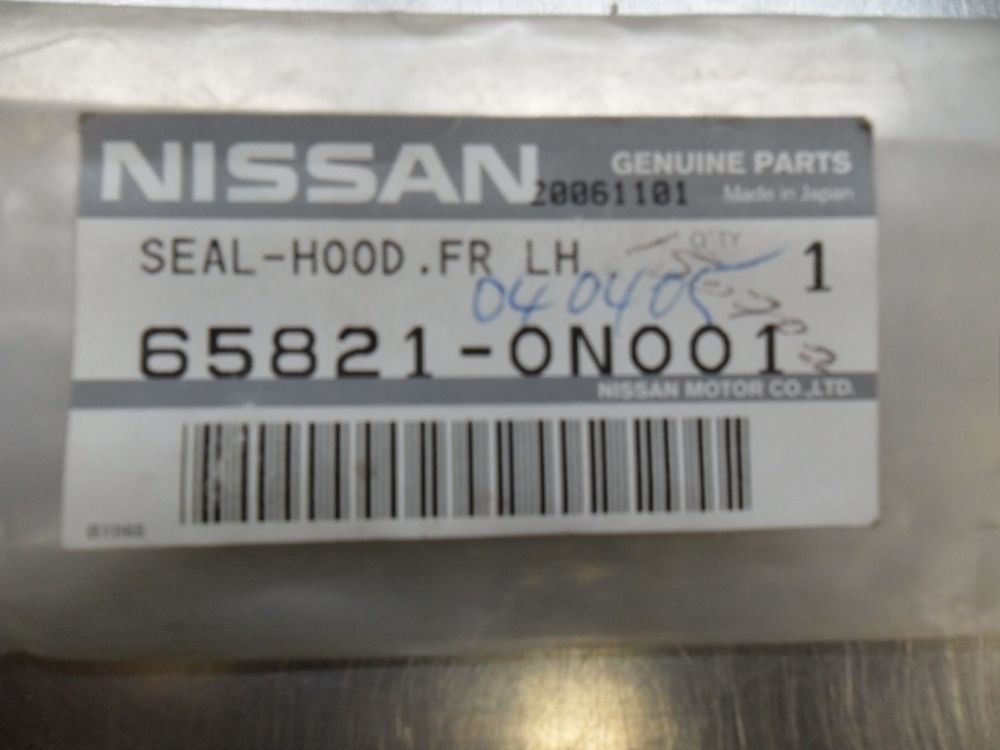 NISSAN GENUINE PARTS
20061101 Made in Japan
SEAL-HOOD.FR LH Q'TY 1
040405
65821-0N001
NISSAN MOTOR CO.,LTD.